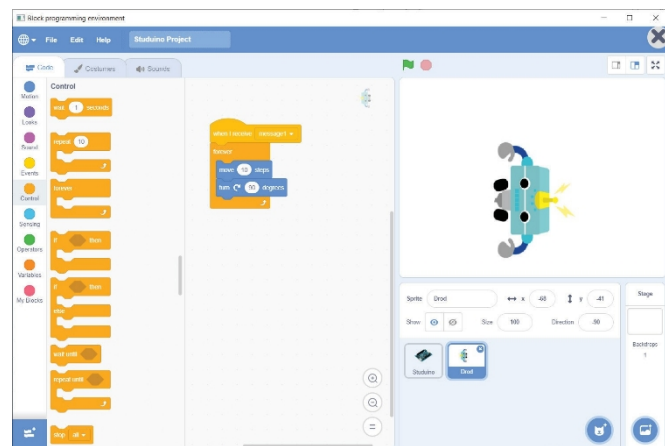 Block programming environment
File Edit Help Studuino Project
Code Costumes Sounds
Motion
Looks
Sound
Events
Control
Sensing
Operators
Variables
My Blocks
Control
wait 1 seconds
repeat 10
forever
if then
if then
else
wait until
repeat until
stop all
when I receive message1
forever
move 10 steps
turn 90 degrees
Sprite Drod x -68 y -41
Show Size 100 Direction -90
Studuino
Drod
Stage
Backdrops
1